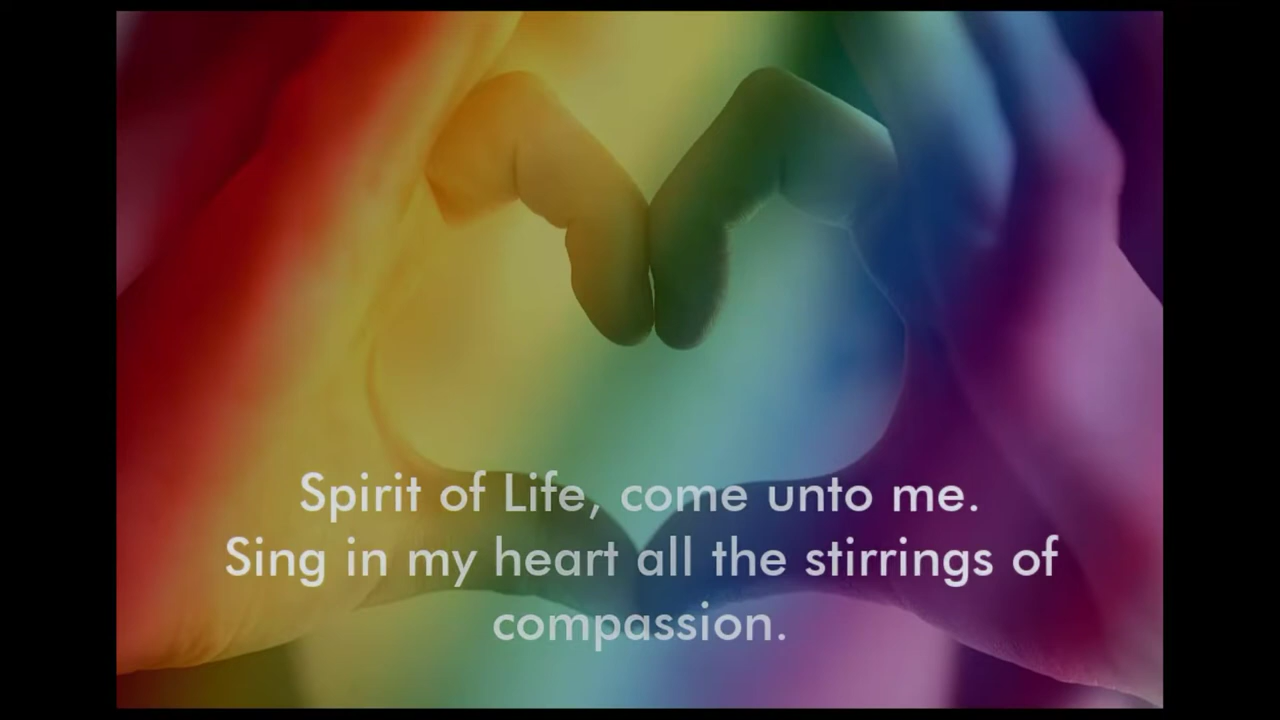 Spirit of Life, come unto me.
Sing in my heart all the stirrings of
compassion.